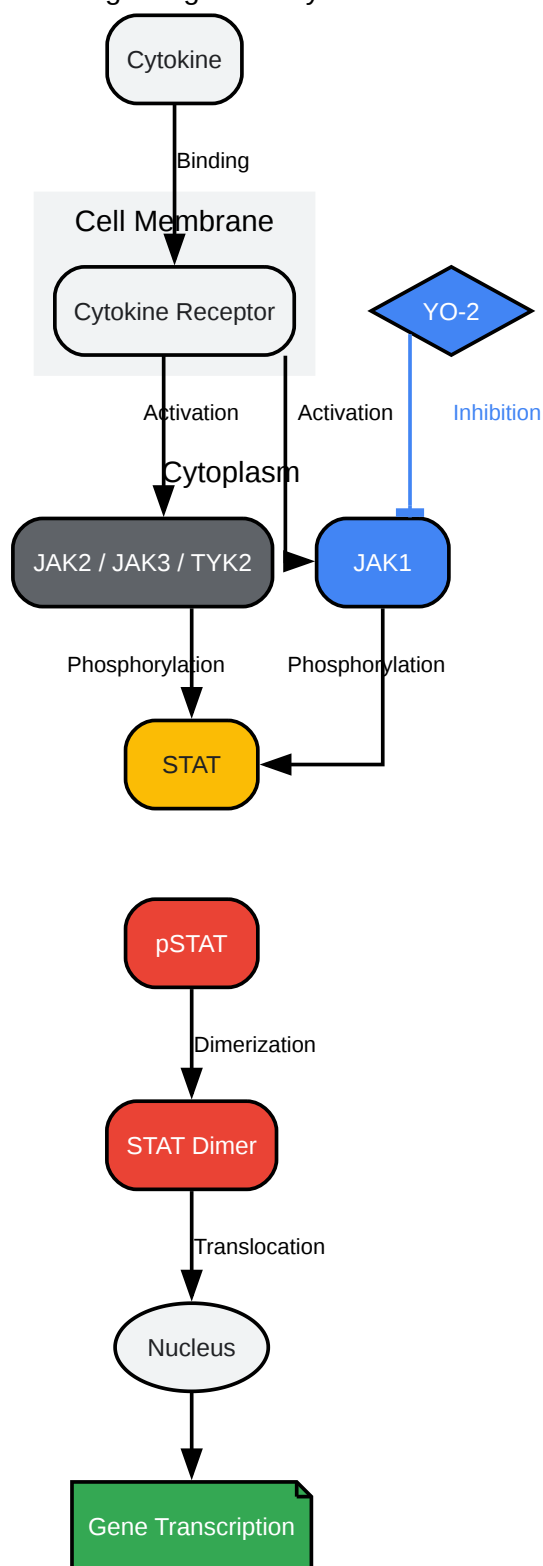 Cytokine
Binding
Cell Membrane
Cytokine Receptor
YO-2
Activation
Activation
Inhibition
Cytoplasm
JAK2 / JAK3 / TYK2
JAK1
Phosphorylation
Phosphorylation
STAT
pSTAT
Dimerization
STAT Dimer
Translocation
Nucleus
Gene Transcription